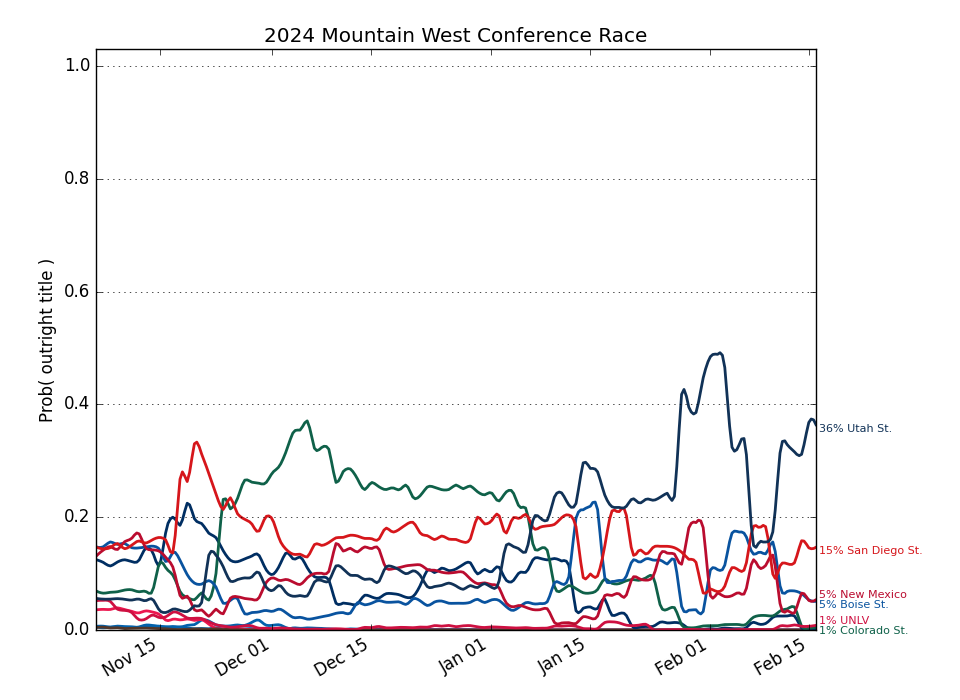 2024 Mountain West Conference Race
Prob( outright title )
1.0
0.8
0.6
0.4
0.2
0.0
36% Utah St.
15% San Diego St.
5% New Mexico
5% Boise St.
1% UNLV
1% Colorado St.
Nov 15
Dec 01
Dec 15
Jan 01
Jan 15
Feb 01
Feb 15